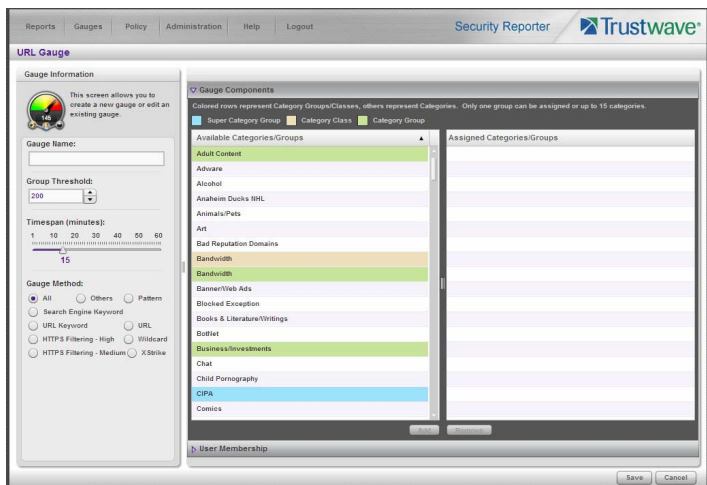 Reports Gauges Policy Administration Help Logout
Security Reporter
Trustwave®
URL Gauge
Gauge Information
This screen allows you to
create a new gauge or edit an
existing gauge.
145
Gauge Name:
Group Threshold:
200
Timespan (minutes):
1 10 20 30 40 50 60
15
Gauge Method:
All Others Pattern
Search Engine Keyword
URL Keyword URL
HTTPS Filtering - High Wildcard
HTTPS Filtering - Medium XStrike
Gauge Components
Colored rows represent Category Groups/Classes, others represent Categories. Only one group can be assigned or up to 15 categories.
Super Category Group Category Class Category Group
Available Categories/Groups
Adult Content
Adware
Alcohol
Anaheim Ducks NHL
Animals/Pets
Art
Bad Reputation Domains
Bandwidth
Bandwidth
Banner/Web Ads
Blocked Exception
Books & Literature/Writings
BotNet
Business/Investments
Chat
Child Pornography
CIPA
Comics
Assigned Categories/Groups
Add Remove
User Membership
Save Cancel